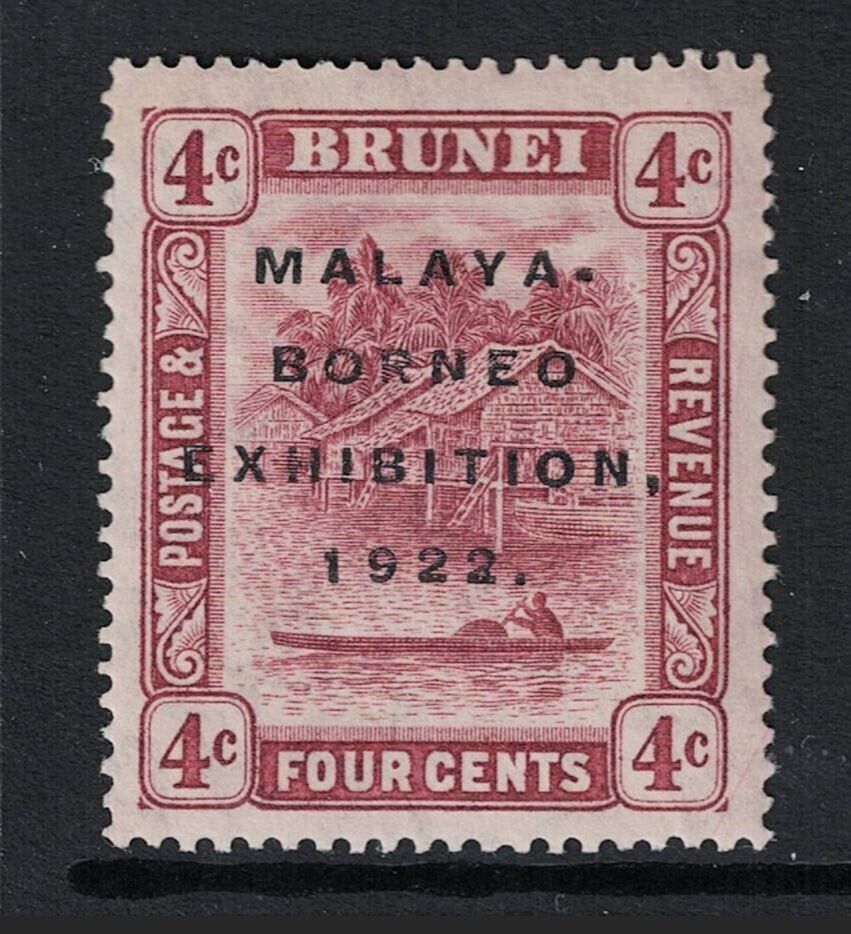 4c BRUNEI 4c
MALAYA-
BORNEO
EXHIBITION,
1922.
POSTAGE &
REVENUE
4c FOUR CENTS 4c